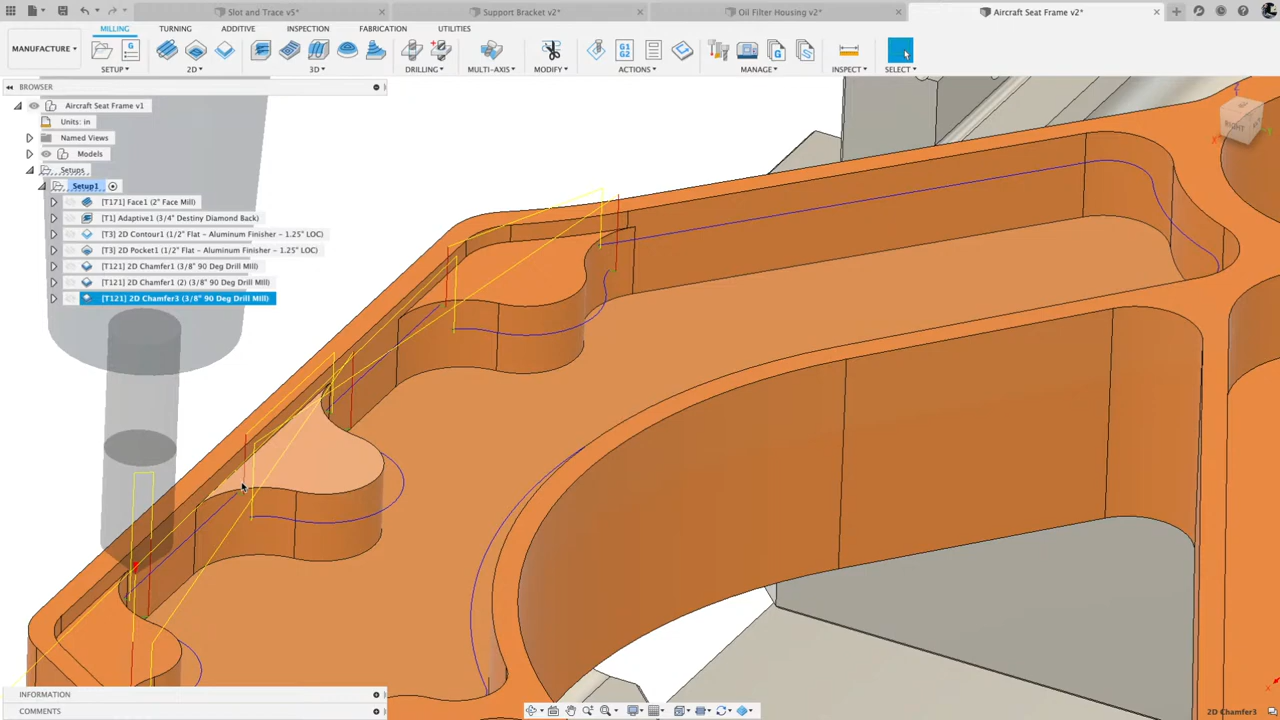 Slot and Trace v5*
Support Bracket v2*
Oil Filter Housing v2*
Aircraft Seat Frame v2*
MILLING
TURNING
ADDITIVE
INSPECTION
FABRICATION
UTILITIES
MANUFACTURE
SETUP
2D
3D
DRILLING
MULTI-AXIS
MODIFY
ACTIONS
MANAGE
INSPECT
SELECT
BROWSER
Aircraft Seat Frame v1
Units: in
Named Views
Models
Setups
Setup1
[T171] Face1 (2" Face Mill)
[T1] Adaptive1 (3/4" Destiny Diamond Back)
[T3] 2D Contour1 (1/2" Flat - Aluminum Finisher - 1.25" LOC)
[T3] 2D Pocket1 (1/2" Flat - Aluminum Finisher - 1.25" LOC)
[T121] 2D Chamfer1 (3/8" 90 Deg Drill Mill)
[T121] 2D Chamfer1 (2) (3/8" 90 Deg Drill Mill)
[T121] 2D Chamfer3 (3/8" 90 Deg Drill Mill)
G1
G2
Z
RIGHT
X
INFORMATION
COMMENTS
2D Chamfer3